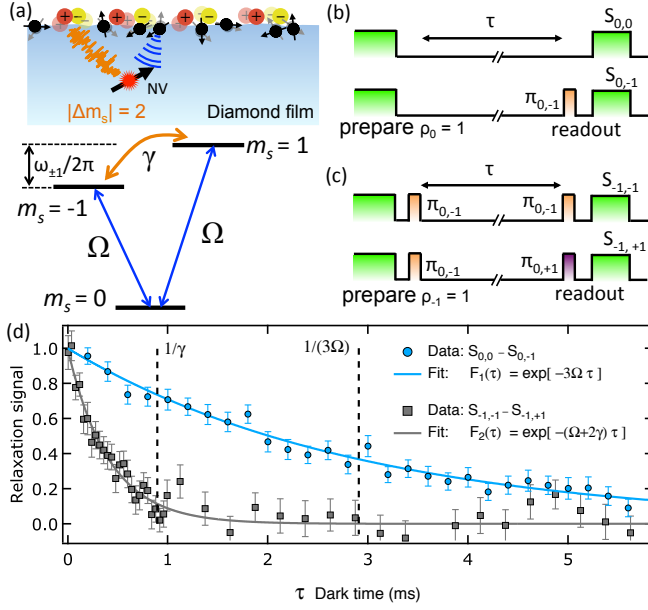 (a)
NV
|Δmₛ| = 2
Diamond film
ω±1/2π
γ
mₛ = 1
mₛ = -1
Ω
Ω
mₛ = 0
(b)
τ
S0,0
S0,-1
π0,-1
prepare ρ0 = 1
readout
(c)
τ
S-1,-1
π0,-1
π0,-1
S-1,+1
π0,-1
π0,+1
prepare ρ-1 = 1
readout
(d)
1/γ
1/(3Ω)
Data: S0,0 − S0,-1
Fit: F1(τ) = exp[ −3Ω τ ]
Data: S-1,-1 − S-1,+1
Fit: F2(τ) = exp[ −(Ω+2γ) τ ]
Relaxation signal
1.0
0.8
0.6
0.4
0.2
0.0
0
1
2
3
4
5
τ Dark time (ms)